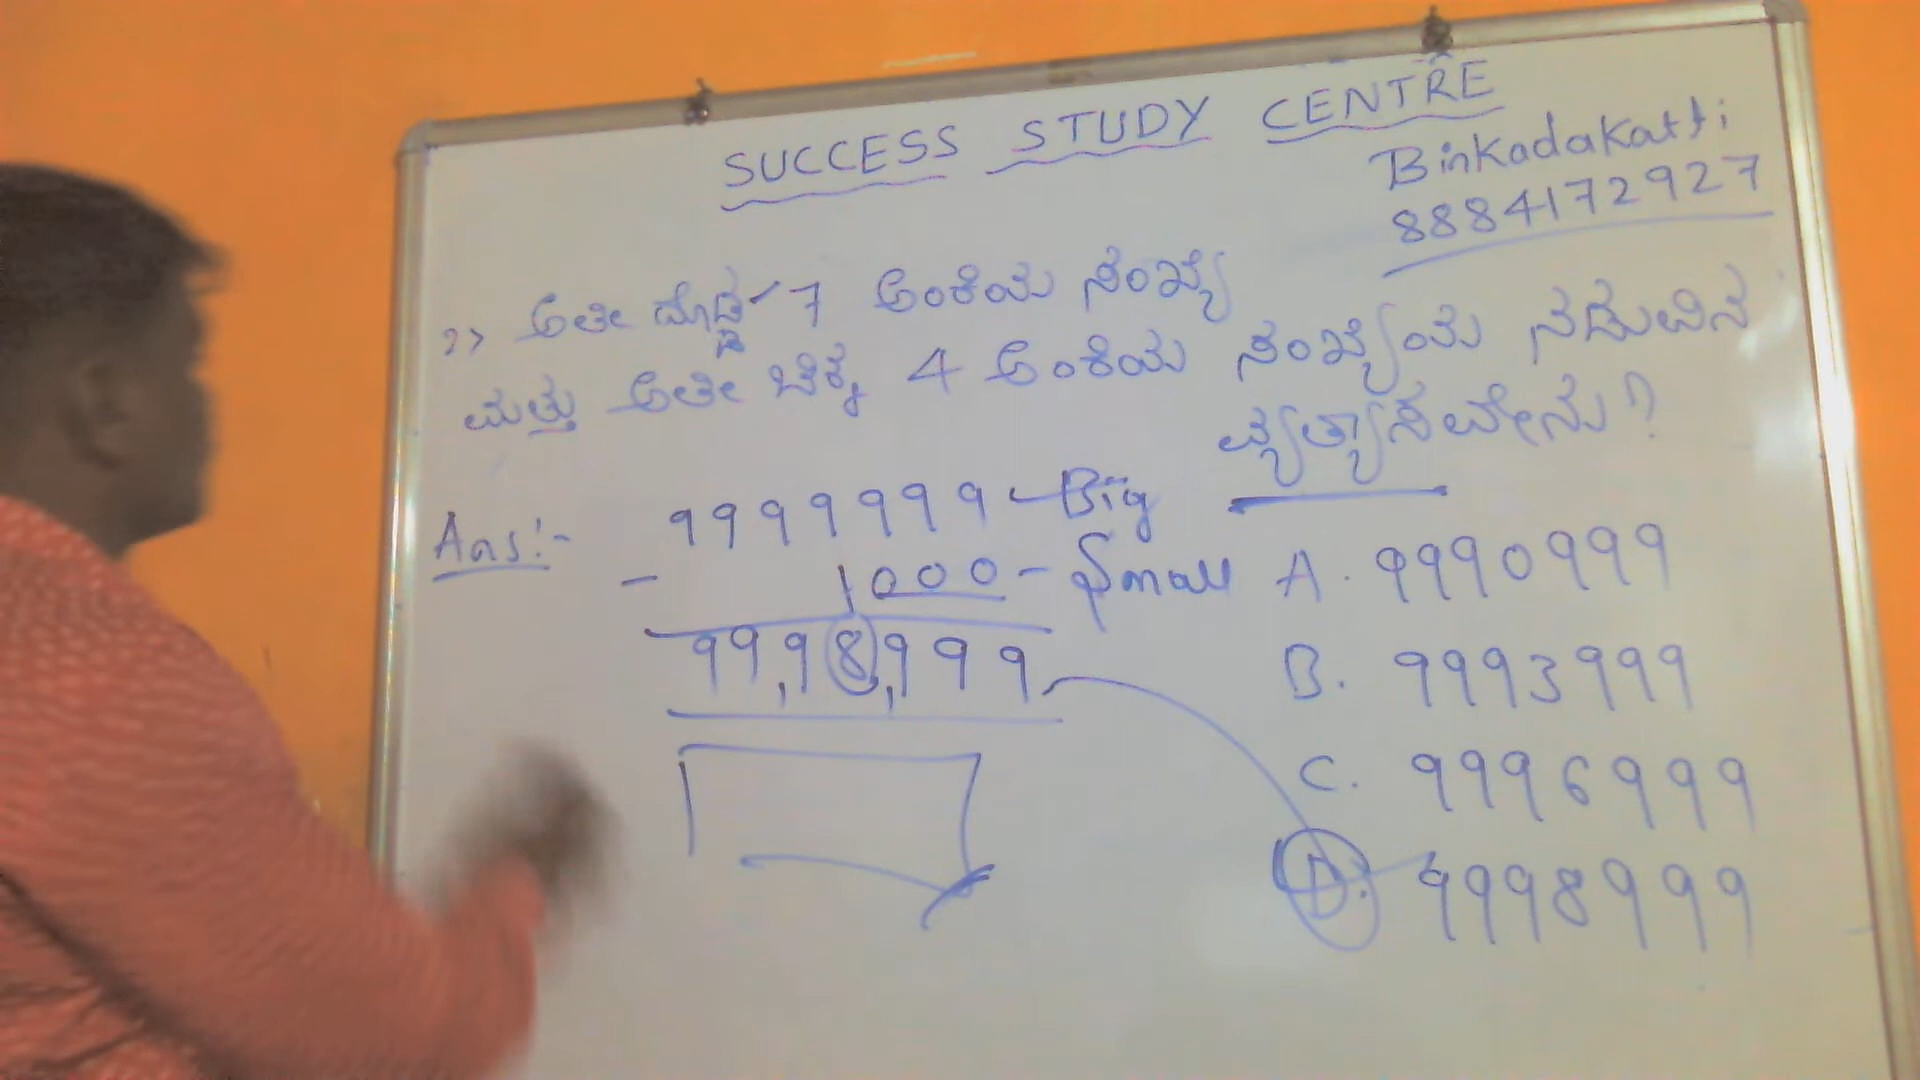 SUCCESS STUDY CENTRE
Binkadakatti
8884172927
2> ಅತೀ ದೊಡ್ಡ 7 ಅಂಕಿಯ ಸಂಖ್ಯೆ
ಮತ್ತು ಅತೀ ಚಿಕ್ಕ 4 ಅಂಕಿಯ ಸಂಖ್ಯೆಯ ನಡುವಿನ
ವ್ಯತ್ಯಾಸವೇನು?
Ans:-
9999999 - Big
- 1000 - Small
99,98,999
A. 9990999
B. 9993999
C. 9996999
D. 9998999